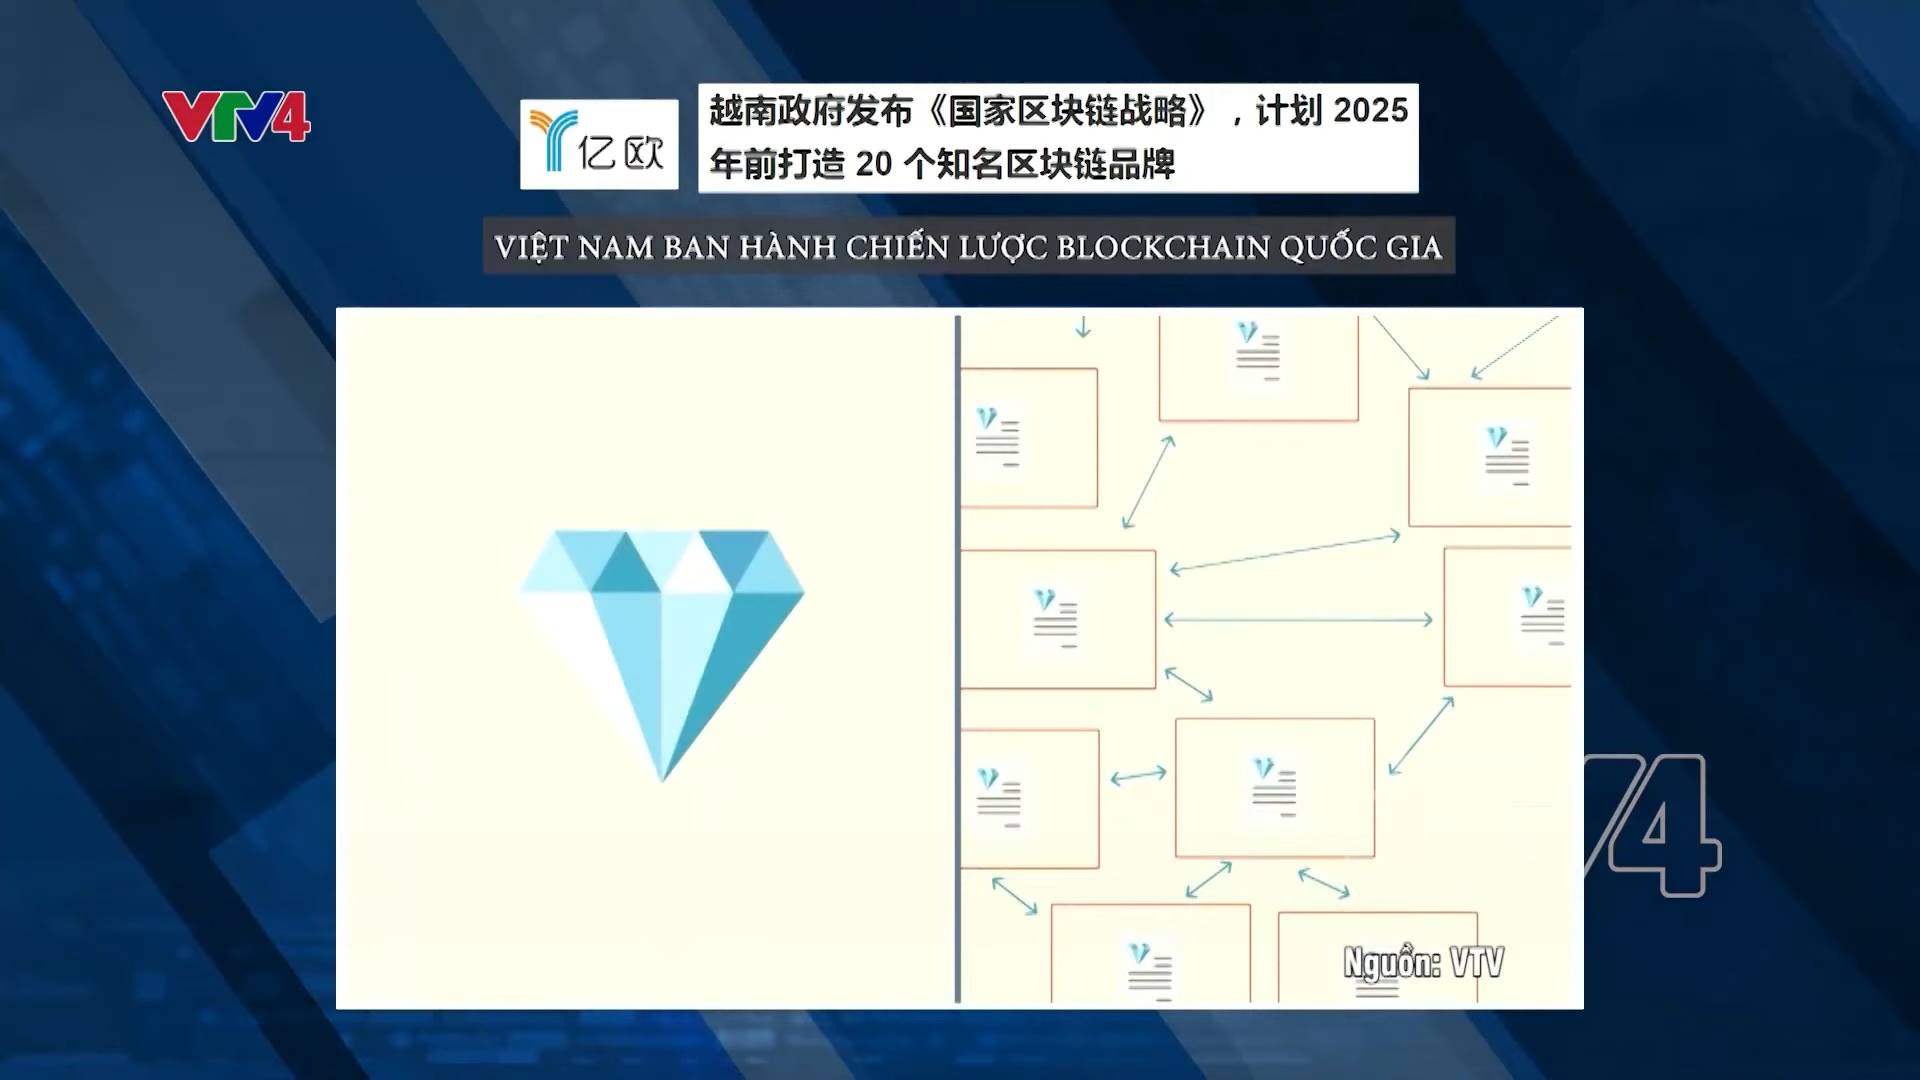 VTV4
亿欧
越南政府发布《国家区块链战略》，计划 2025
年前打造 20 个知名区块链品牌
VIỆT NAM BAN HÀNH CHIẾN LƯỢC BLOCKCHAIN QUỐC GIA
V4
Nguồn: VTV